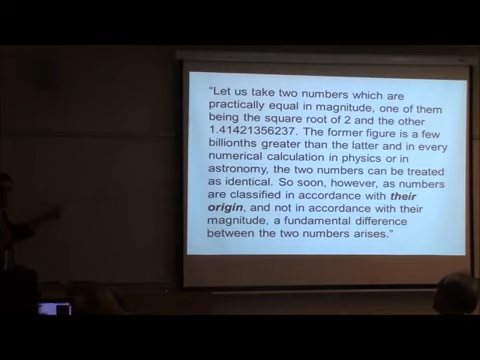 “Let us take two numbers which are
practically equal in magnitude, one of them
being the square root of 2 and the other
1.41421356237. The former figure is a few
billionths greater than the latter and in every
numerical calculation in physics or in
astronomy, the two numbers can be treated
as identical. So soon, however, as numbers
are classified in accordance with their
origin, and not in accordance with their
magnitude, a fundamental difference
between the two numbers arises.”